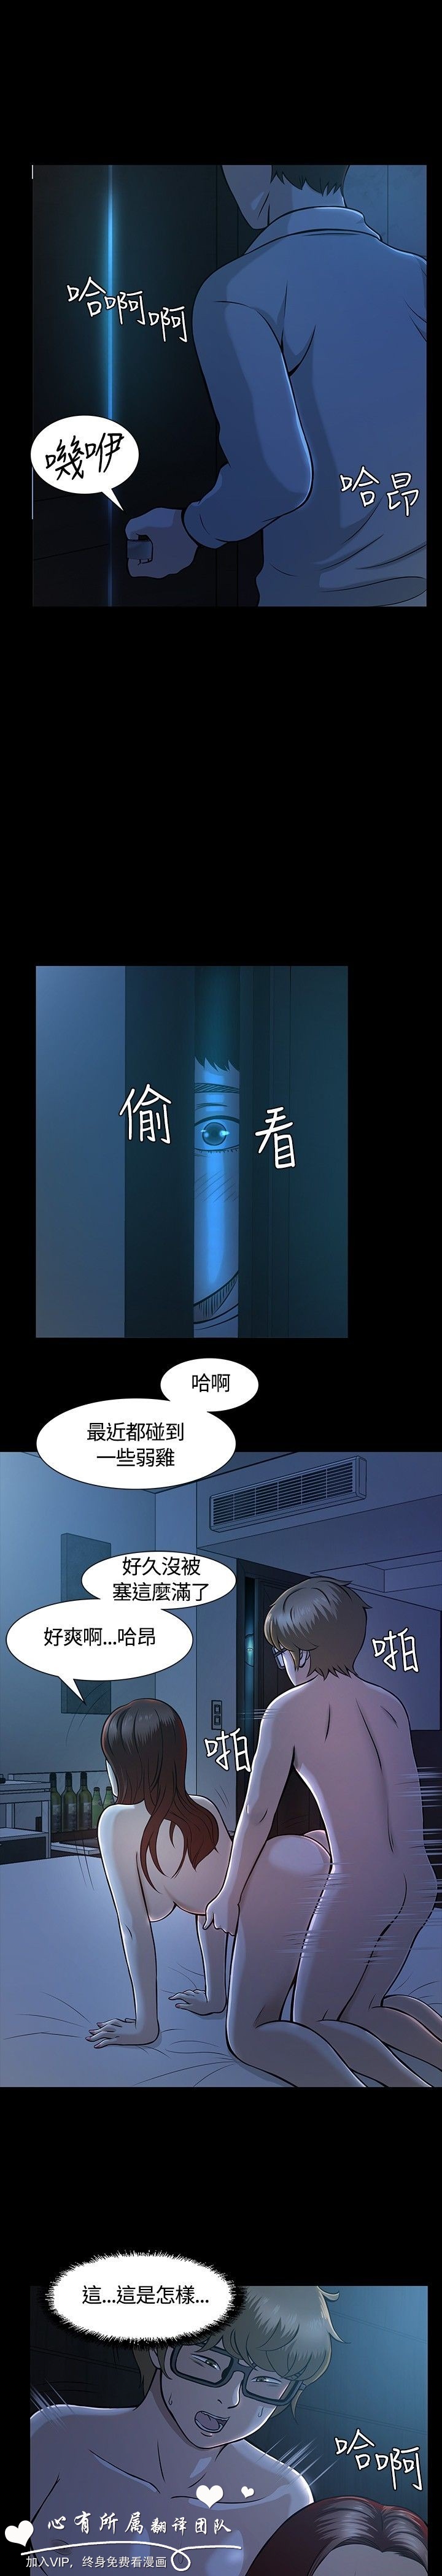 哈啊啊
嘰咿
哈昂
偷看
哈啊
最近都碰到
一些弱雞
好久沒被
塞這麼滿了
好爽啊...哈昂
啪
啪
這...這是怎樣...
哈啊
心有所属翻译团队
加入VIP，终身免费看漫画